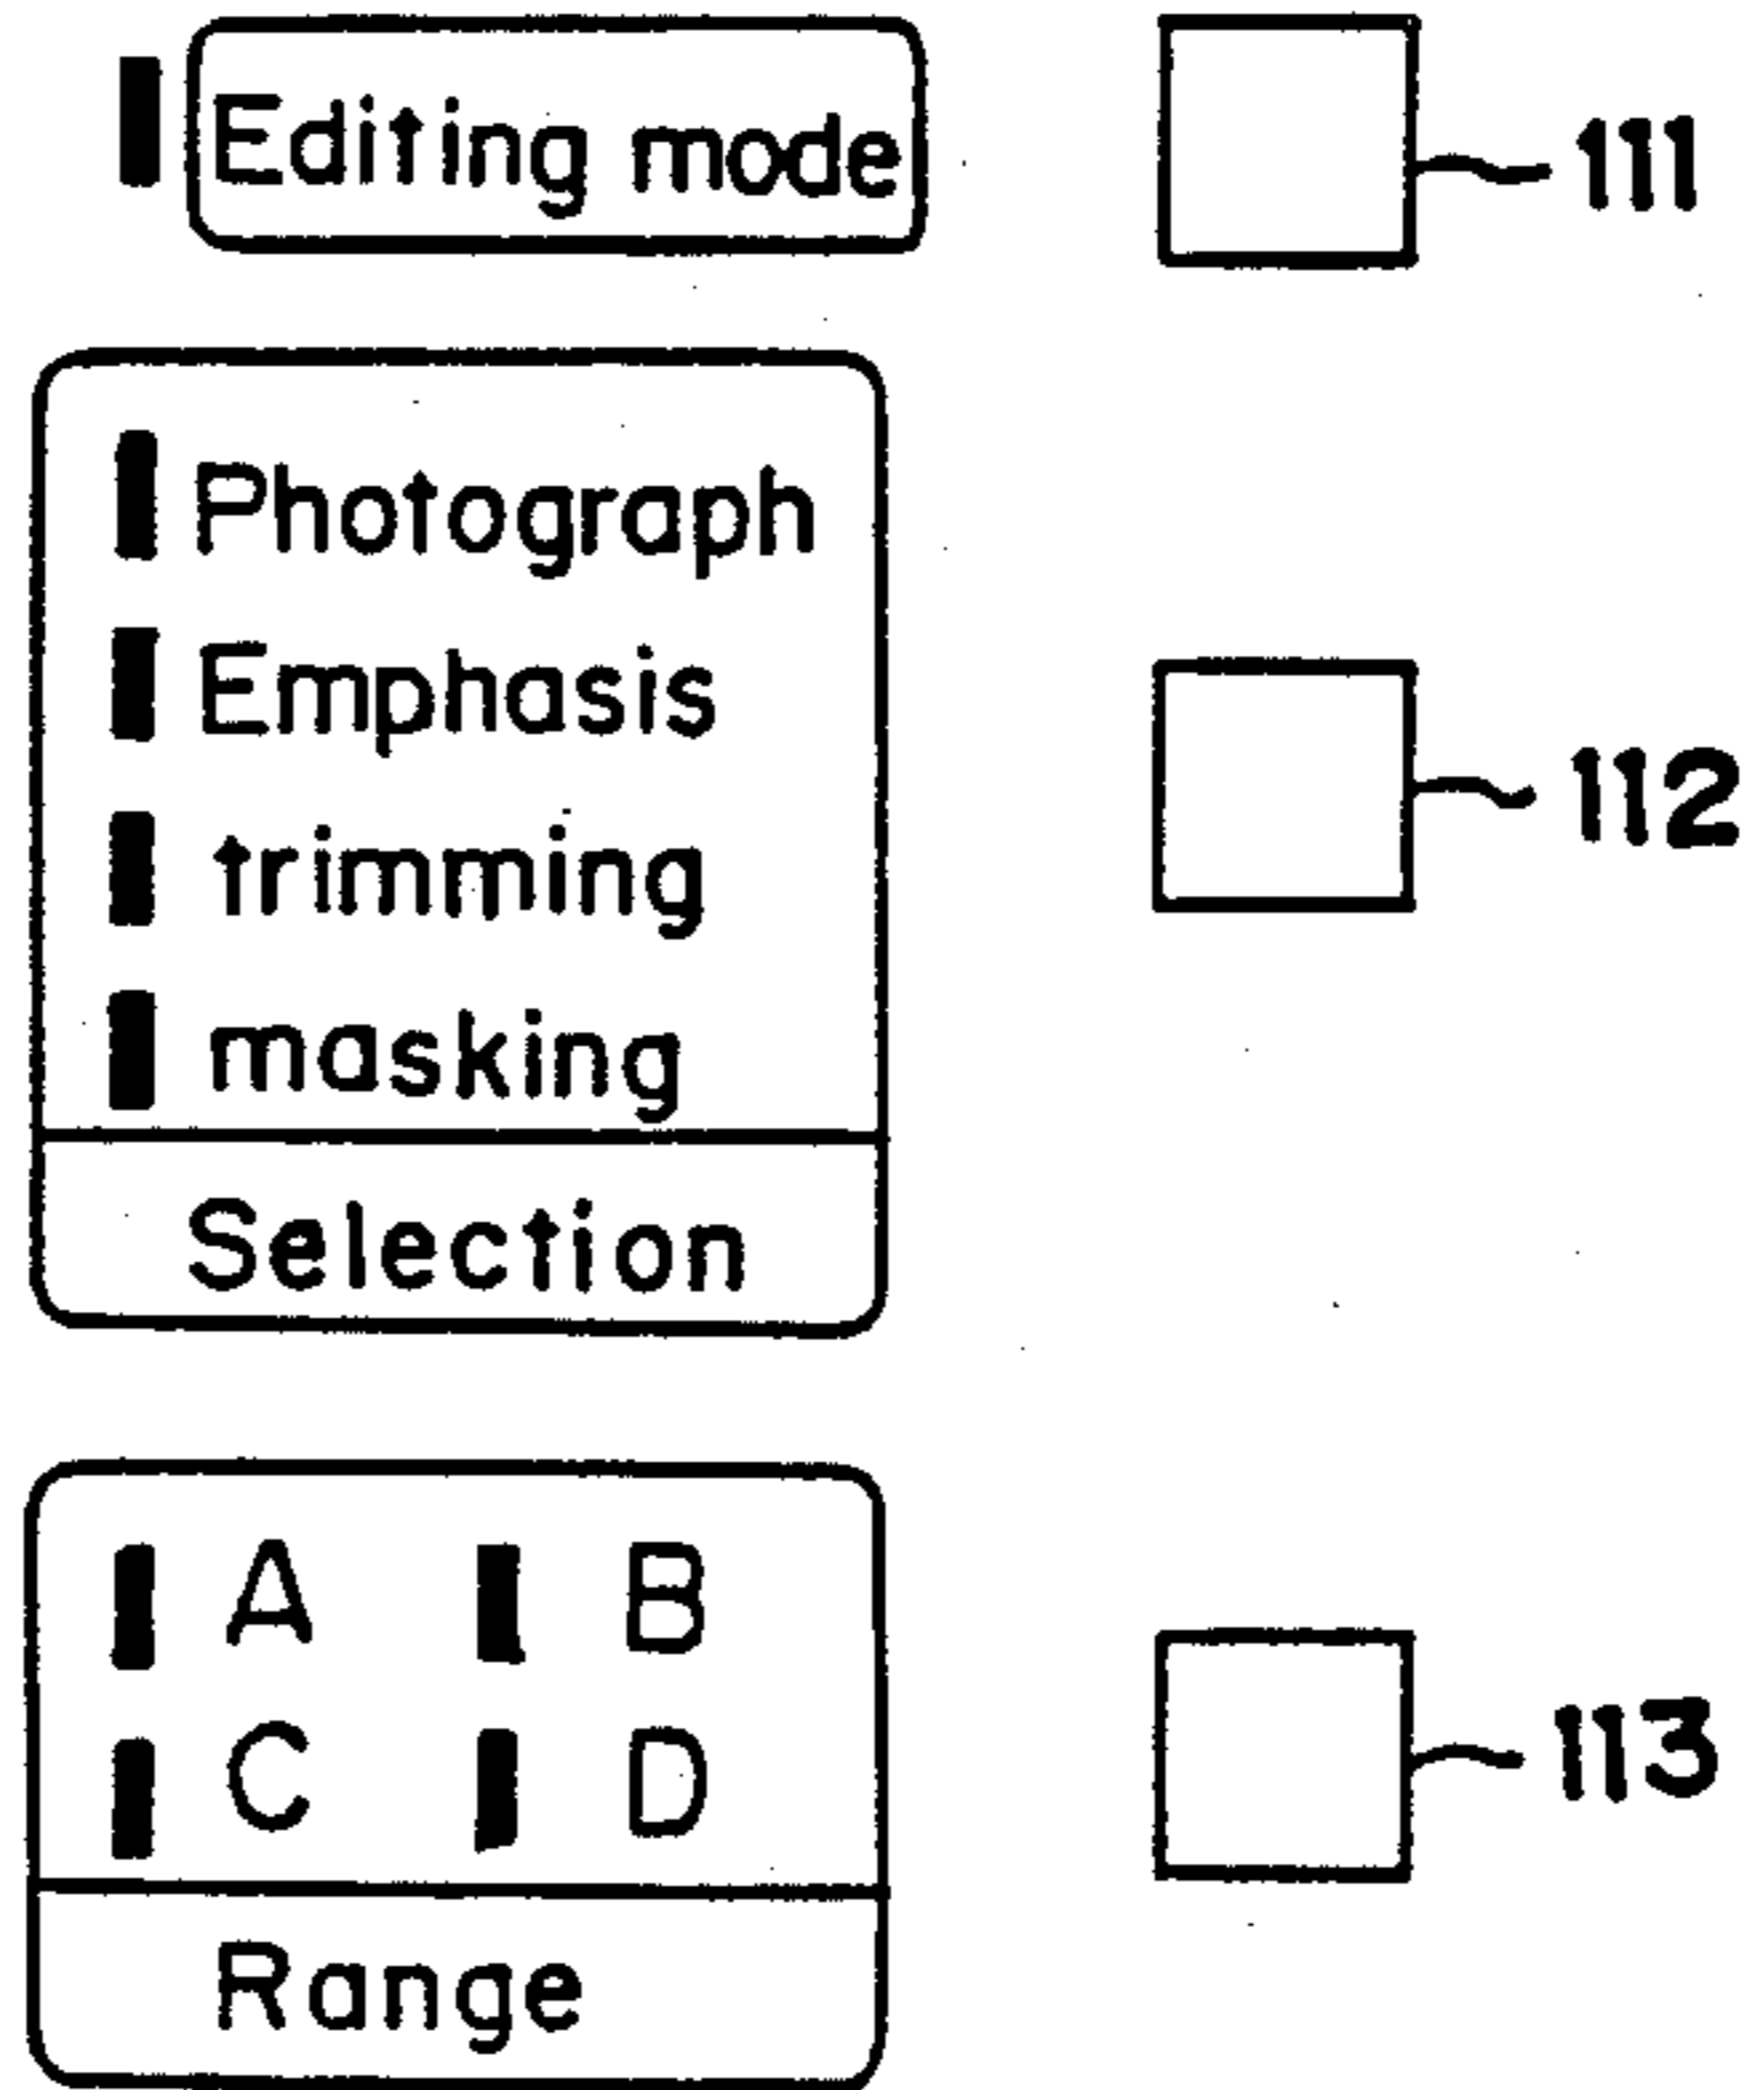 Editing mode 111
Photograph
Emphasis
112
trimming
masking
Selection
A B
C D
113
Range